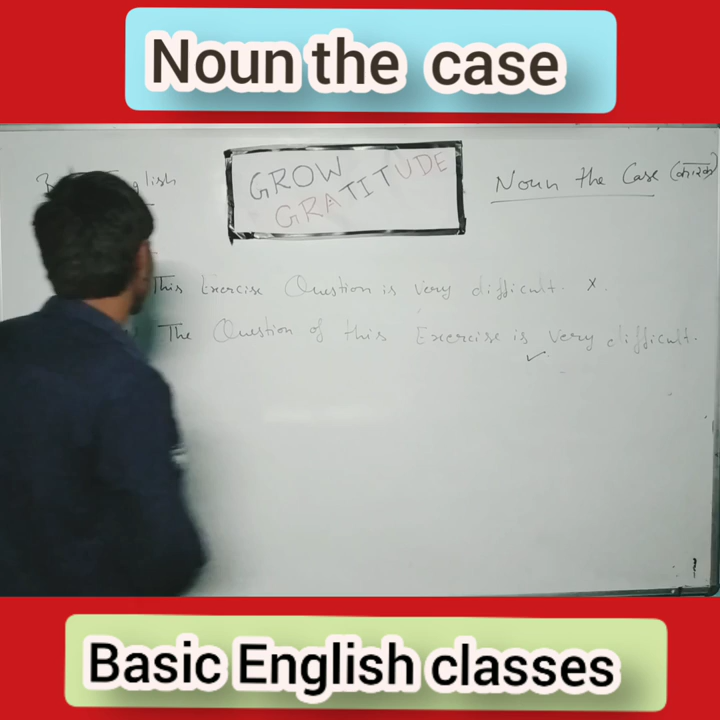 Noun the case
English
GROW
GRATITUDE
Noun the Case (कारक)
This Exercise Question is very difficult. ×.
The Question of this Exercise is very difficult.
✓
Basic English classes